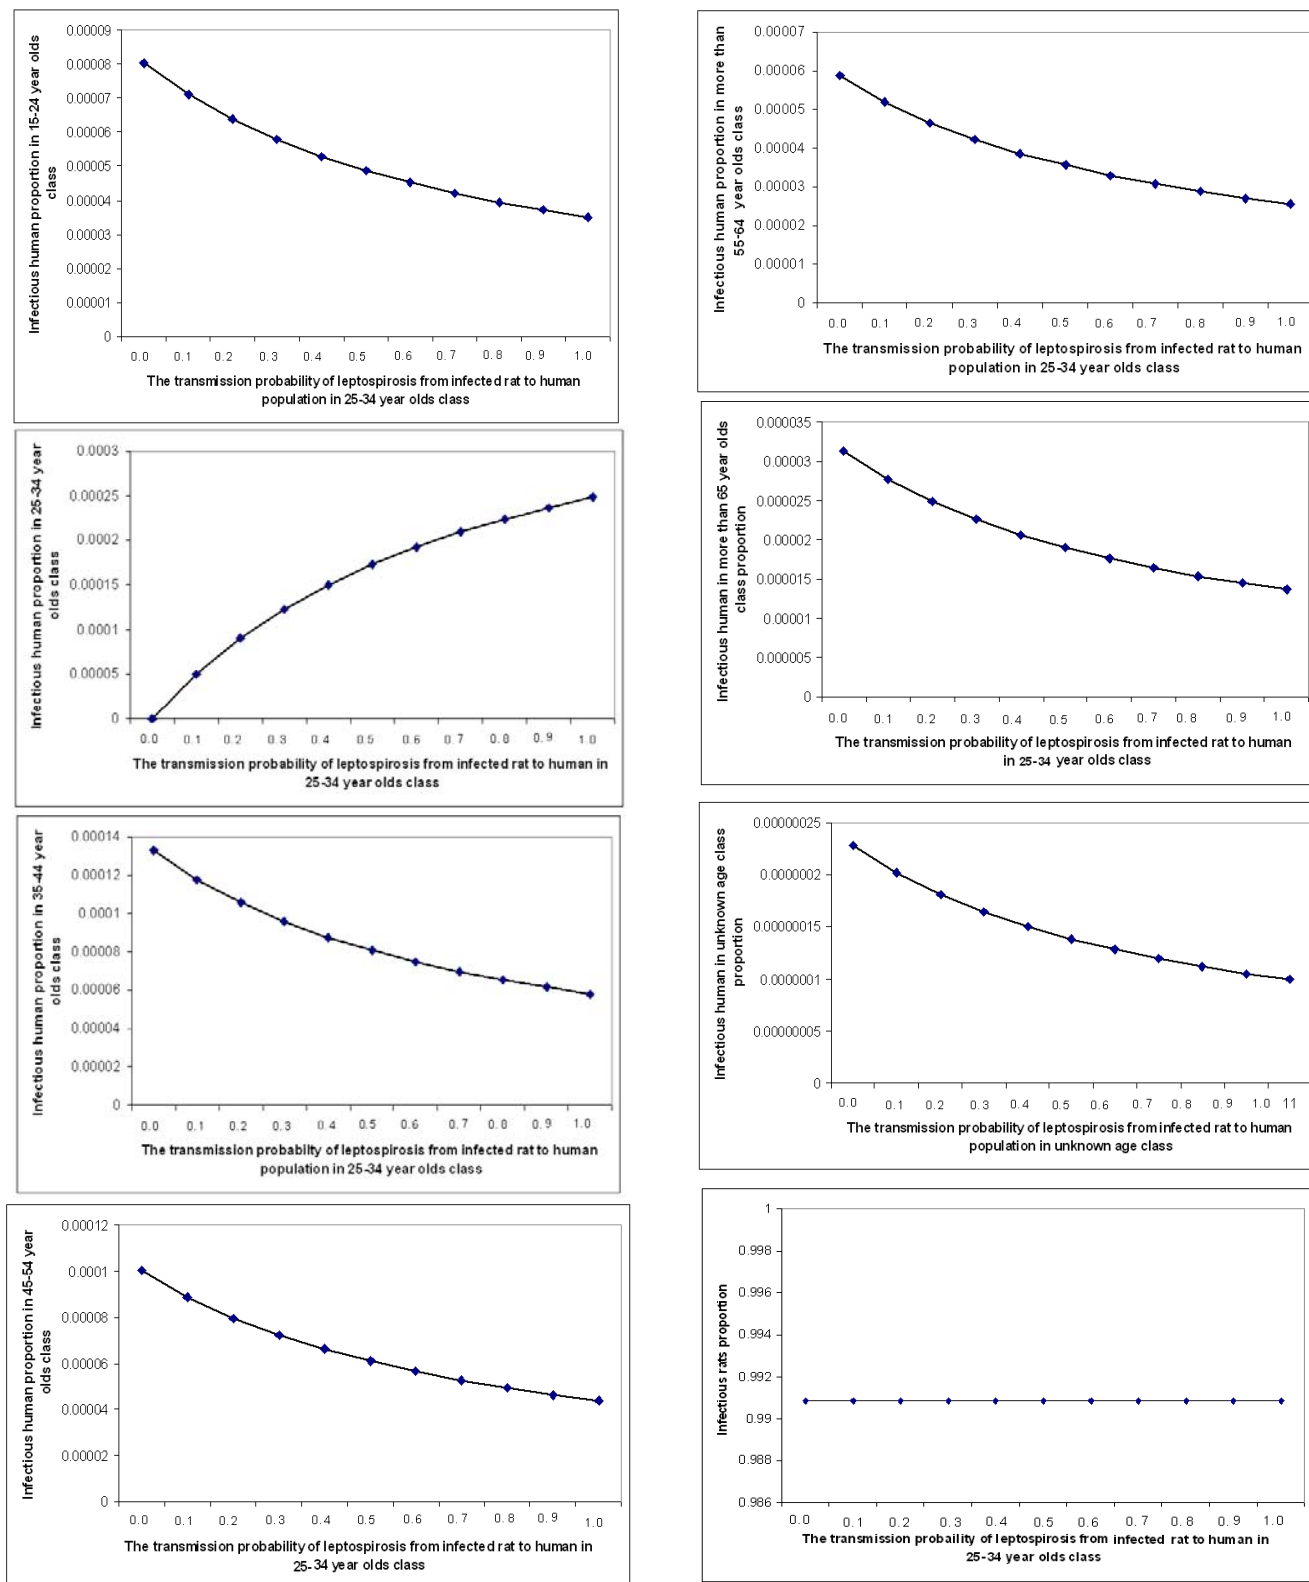 Infectious human proportion in 15-24 year olds
class
0.00009
0.00008
0.00007
0.00006
0.00005
0.00004
0.00003
0.00002
0.00001
0
0.0 0.1 0.2 0.3 0.4 0.5 0.6 0.7 0.8 0.9 1.0
The transmission probability of leptospirosis from infected rat to human
population in 25-34 year olds class
Infectious human proportion in 25-34 year
olds class
0.0003
0.00025
0.0002
0.00015
0.0001
0.00005
0
0.0 0.1 0.2 0.3 0.4 0.5 0.6 0.7 0.8 0.9 1.0
The transmission probability of leptospirosis from infected rat to human in
25-34 year olds class
Infectious human proportion in 35-44 year
olds class
0.00014
0.00012
0.0001
0.00008
0.00006
0.00004
0.00002
0
0.0 0.1 0.2 0.3 0.4 0.5 0.6 0.7 0.8 0.9 1.0
The transmission probabilty of leptospirosis from infected rat to human
population in 25-34 year olds class
Infectious human proportion in 45-54 year
olds class
0.00012
0.0001
0.00008
0.00006
0.00004
0.00002
0
0.0 0.1 0.2 0.3 0.4 0.5 0.6 0.7 0.8 0.9 1.0
The transmission probability of leptospirosis from infected rat to human in
25-34 year olds class
Infectious human proportion in more than
55-64 year olds class
0.00007
0.00006
0.00005
0.00004
0.00003
0.00002
0.00001
0
0.0 0.1 0.2 0.3 0.4 0.5 0.6 0.7 0.8 0.9 1.0
The transmission probability of leptospirosis from infected rat to human
population in 25-34 year olds class
Infectious human in more than 65 year olds
class proportion
0.000035
0.00003
0.000025
0.00002
0.000015
0.00001
0.000005
0
0.0 0.1 0.2 0.3 0.4 0.5 0.6 0.7 0.8 0.9 1.0
The transmission probability of leptospirosis from infected rat to human
in 25-34 year olds class
Infectious human in unknown age class
proportion
0.00000025
0.0000002
0.00000015
0.0000001
0.00000005
0
0.0 0.1 0.2 0.3 0.4 0.5 0.6 0.7 0.8 0.9 11
The transmission probability of leptospirosis from infected rat to human
population in unknown age class
Infectious rats proportion
1
0.998
0.996
0.994
0.992
0.99
0.988
0.986
0.0 0.1 0.2 0.3 0.4 0.5 0.6 0.7 0.8 0.9 1.0
The transmission probaility of leptospirosis from infected rat to human in
25-34 year olds class